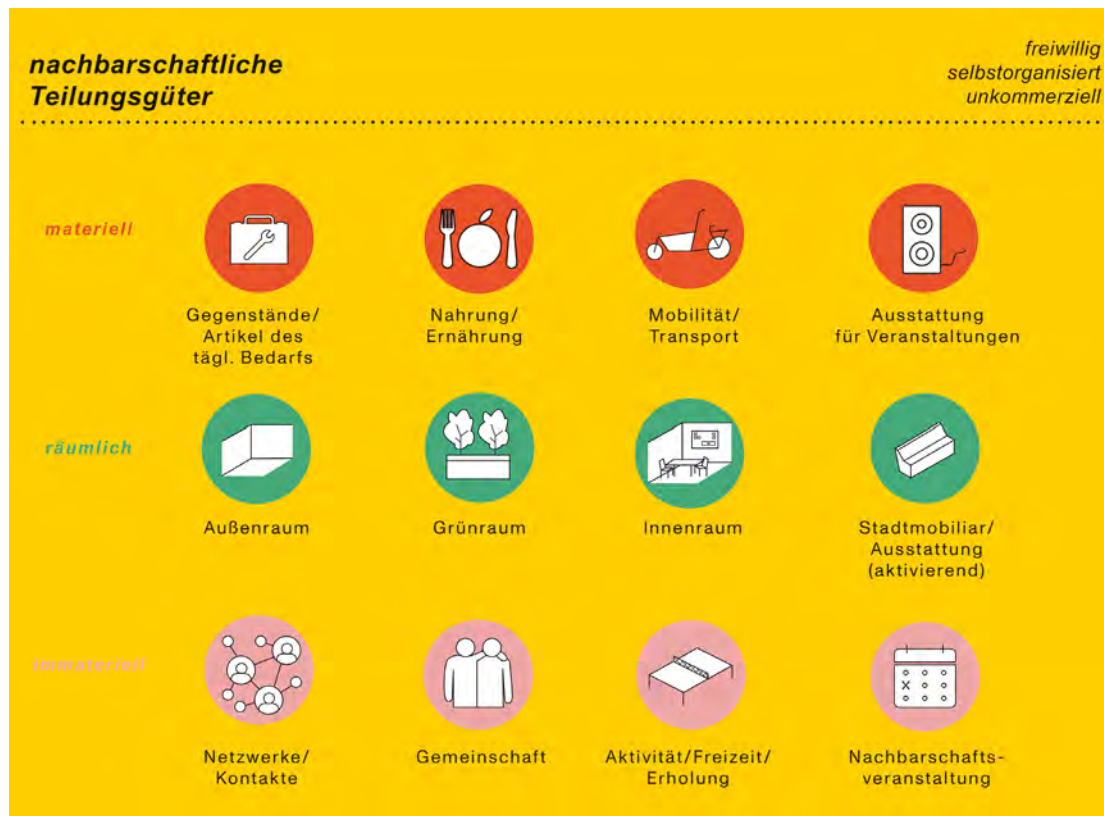 nachbarschaftliche
Teilungsgüter
freiwillig
selbstorganisiert
unkommerziell
materiell
Gegenstände/
Artikel des
tägl. Bedarfs
Nahrung/
Ernährung
Mobilität/
Transport
Ausstattung
für Veranstaltungen
räumlich
Außenraum
Grünraum
Innenraum
Stadtmobiliar/
Ausstattung
(aktivierend)
immateriell
Netzwerke/
Kontakte
Gemeinschaft
Aktivität/Freizeit/
Erholung
Nachbarschafts-
veranstaltung